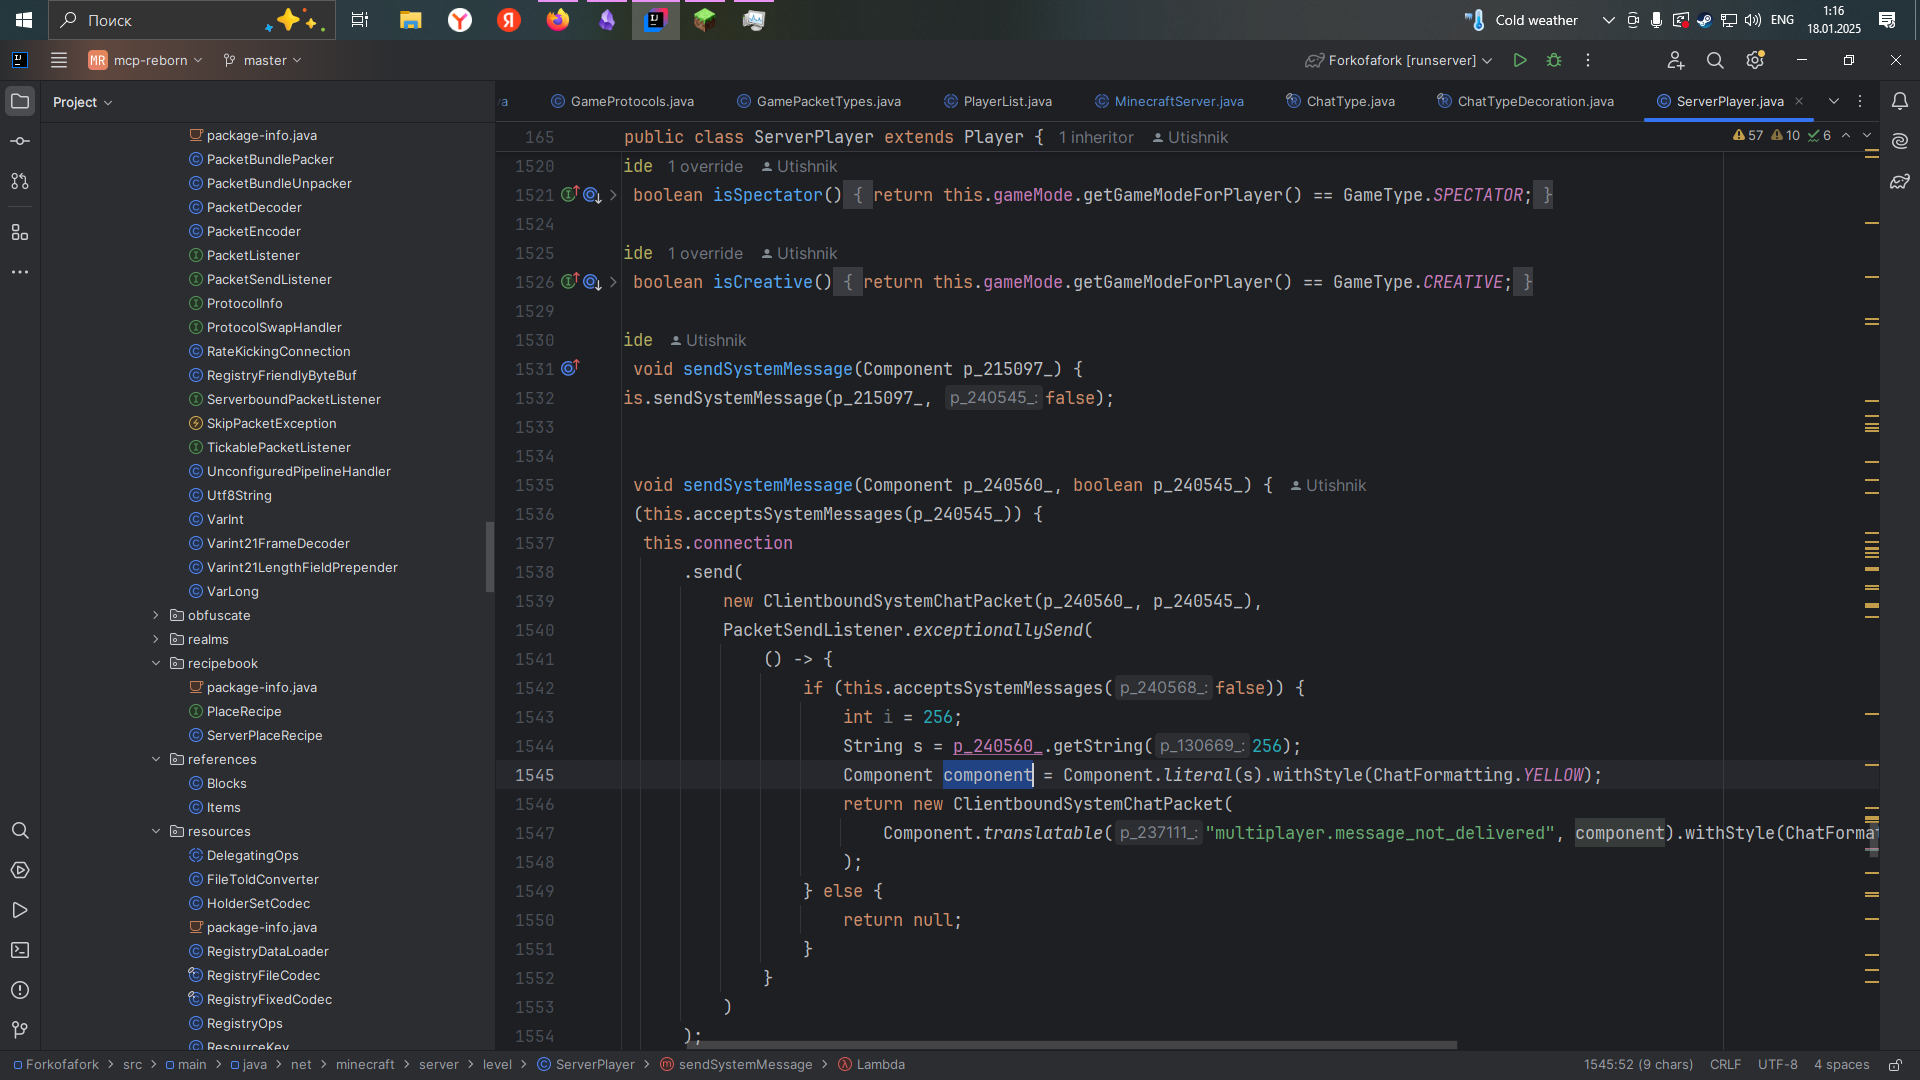 Поиск
Cold weather
ENG
1:16
18.01.2025
MR mcp-reborn
master
Forkofafork [runserver]
Project
GameProtocols.java
GamePacketTypes.java
PlayerList.java
MinecraftServer.java
ChatType.java
ChatTypeDecoration.java
ServerPlayer.java
package-info.java
PacketBundlePacker
PacketBundleUnpacker
PacketDecoder
PacketEncoder
PacketListener
PacketSendListener
ProtocolInfo
ProtocolSwapHandler
RateKickingConnection
RegistryFriendlyByteBuf
ServerboundPacketListener
SkipPacketException
TickablePacketListener
UnconfiguredPipelineHandler
Utf8String
VarInt
Varint21FrameDecoder
Varint21LengthFieldPrepender
VarLong
obfuscate
realms
recipebook
package-info.java
PlaceRecipe
ServerPlaceRecipe
references
Blocks
Items
resources
DelegatingOps
FileToIdConverter
HolderSetCodec
package-info.java
RegistryDataLoader
RegistryFileCodec
RegistryFixedCodec
RegistryOps
ResourceKey
165 public class ServerPlayer extends Player { 1 inheritor Utishnik
57 10 6
1520 ide 1 override Utishnik
1521 boolean isSpectator() { return this.gameMode.getGameModeForPlayer() == GameType.SPECTATOR; }
1524
1525 ide 1 override Utishnik
1526 boolean isCreative() { return this.gameMode.getGameModeForPlayer() == GameType.CREATIVE; }
1529
1530 ide Utishnik
1531 void sendSystemMessage(Component p_215097_) {
1532 is.sendSystemMessage(p_215097_, p_240545_: false);
1533
1534
1535 void sendSystemMessage(Component p_240560_, boolean p_240545_) { Utishnik
1536 (this.acceptsSystemMessages(p_240545_)) {
1537 this.connection
1538 .send(
1539 new ClientboundSystemChatPacket(p_240560_, p_240545_),
1540 PacketSendListener.exceptionallySend(
1541 () -> {
1542 if (this.acceptsSystemMessages( p_240568_: false)) {
1543 int i = 256;
1544 String s = p_240560_.getString( p_130669_: 256);
1545 Component component = Component.literal(s).withStyle(ChatFormatting.YELLOW);
1546 return new ClientboundSystemChatPacket(
1547 Component.translatable( p_237111_: "multiplayer.message_not_delivered", component).withStyle(ChatFormat
1548 );
1549 } else {
1550 return null;
1551 }
1552 }
1553 )
1554 );
Forkofafork > src > main > java > net > minecraft > server > level > ServerPlayer > sendSystemMessage > Lambda
1545:52 (9 chars) CRLF UTF-8 4 spaces